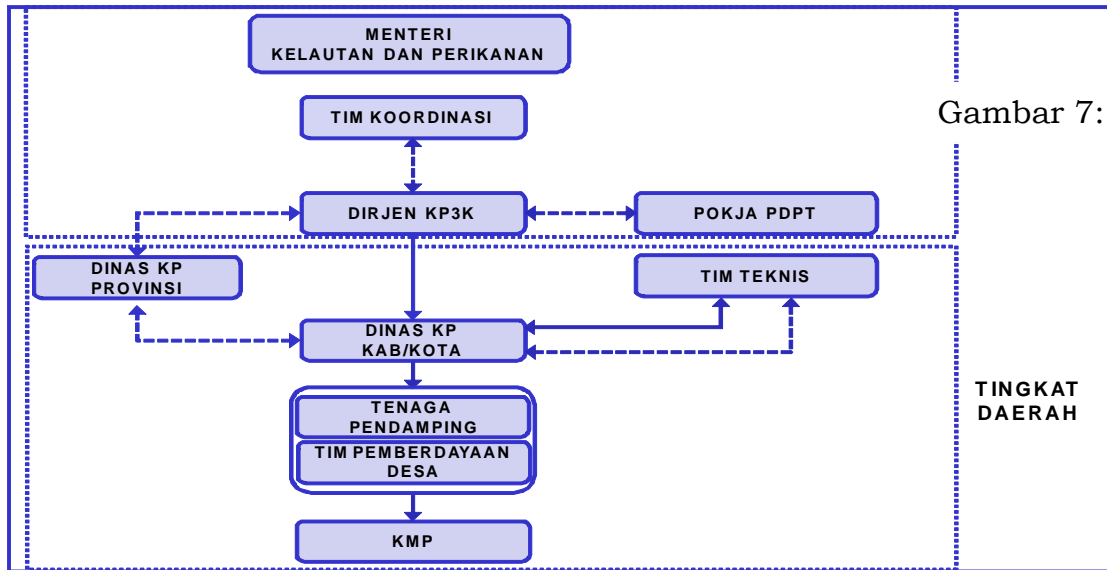 MENTERI
KELAUTAN DAN PERIKANAN
Gambar 7:
TIM KOORDINASI
DIRJEN KP3K
POKJA PDPT
DINAS KP
PROVINSI
TIM TEKNIS
DINAS KP
KAB/KOTA
TENAGA
PENDAMPING
TIM PEMBERDAYAAN
DESA
KMP
TINGKAT
DAERAH